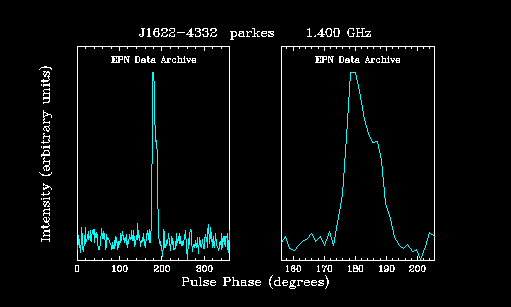 J1622-4332 parkes 1.400 GHz
EPN Data Archive EPN Data Archive
Intensity (arbitrary units)
0 100 200 300 160 170 180 190 200
Pulse Phase (degrees)